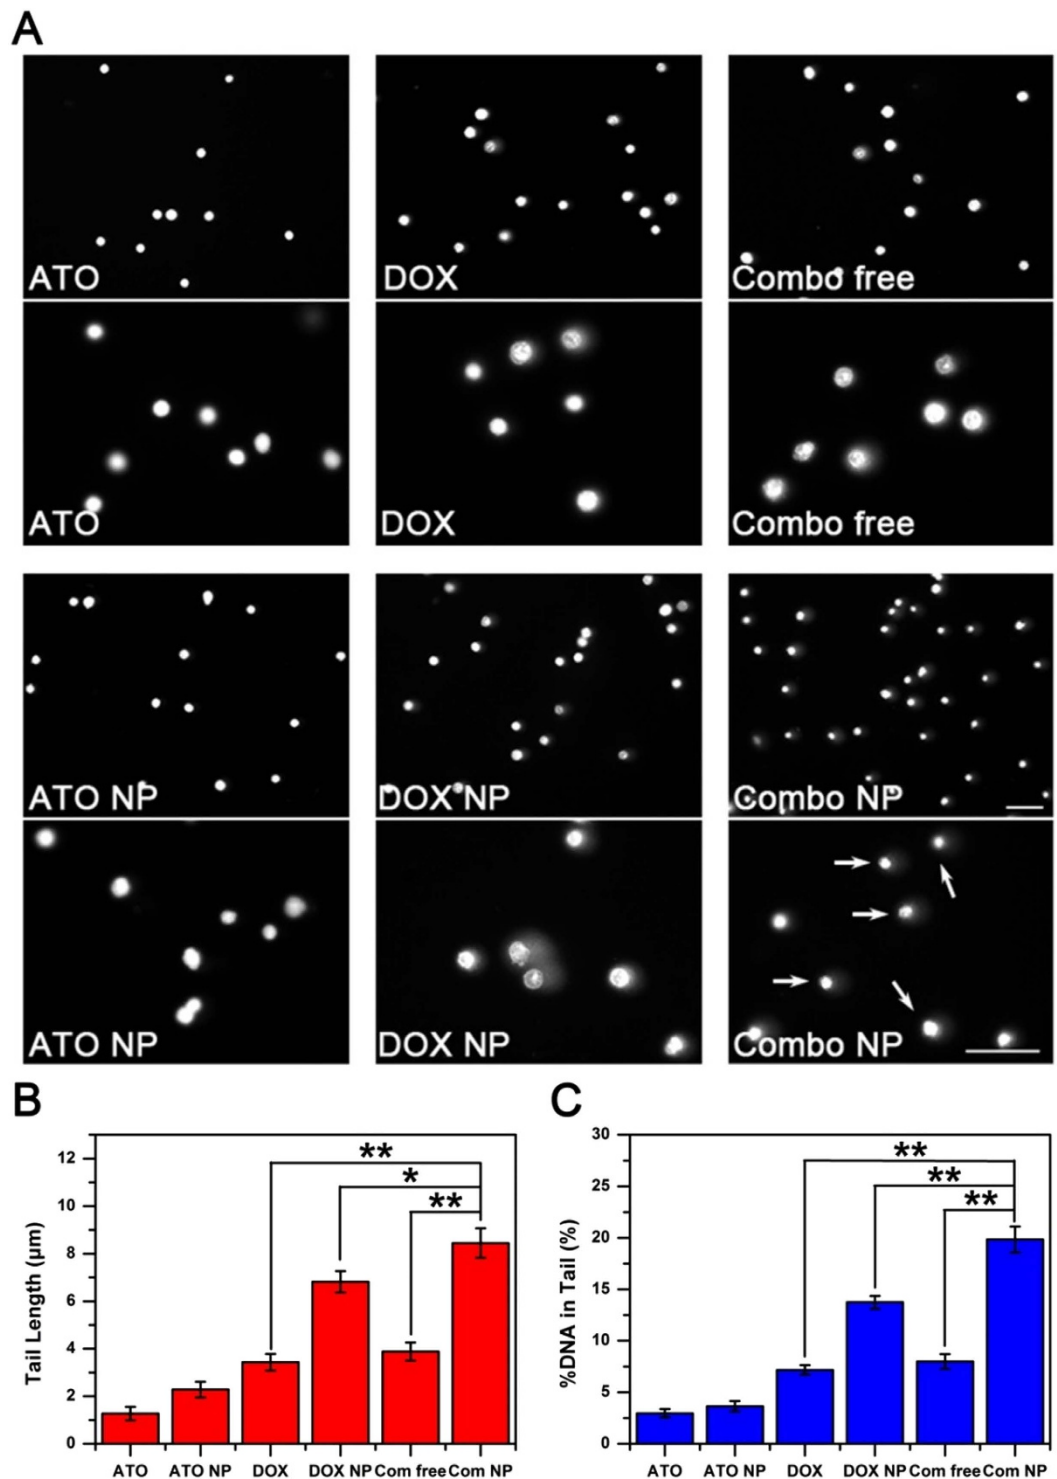 A
ATO
DOX
Combo free
ATO
DOX
Combo free
ATO NP
DOX NP
Combo NP
ATO NP
DOX NP
Combo NP
B
Tail Length (μm)
12
10
8
6
4
2
0
**
*
**
ATO
ATO NP
DOX
DOX NP
Com free
Com NP
C
%DNA in Tail (%)
30
25
20
15
10
5
0
**
**
**
ATO
ATO NP
DOX
DOX NP
Com free
Com NP